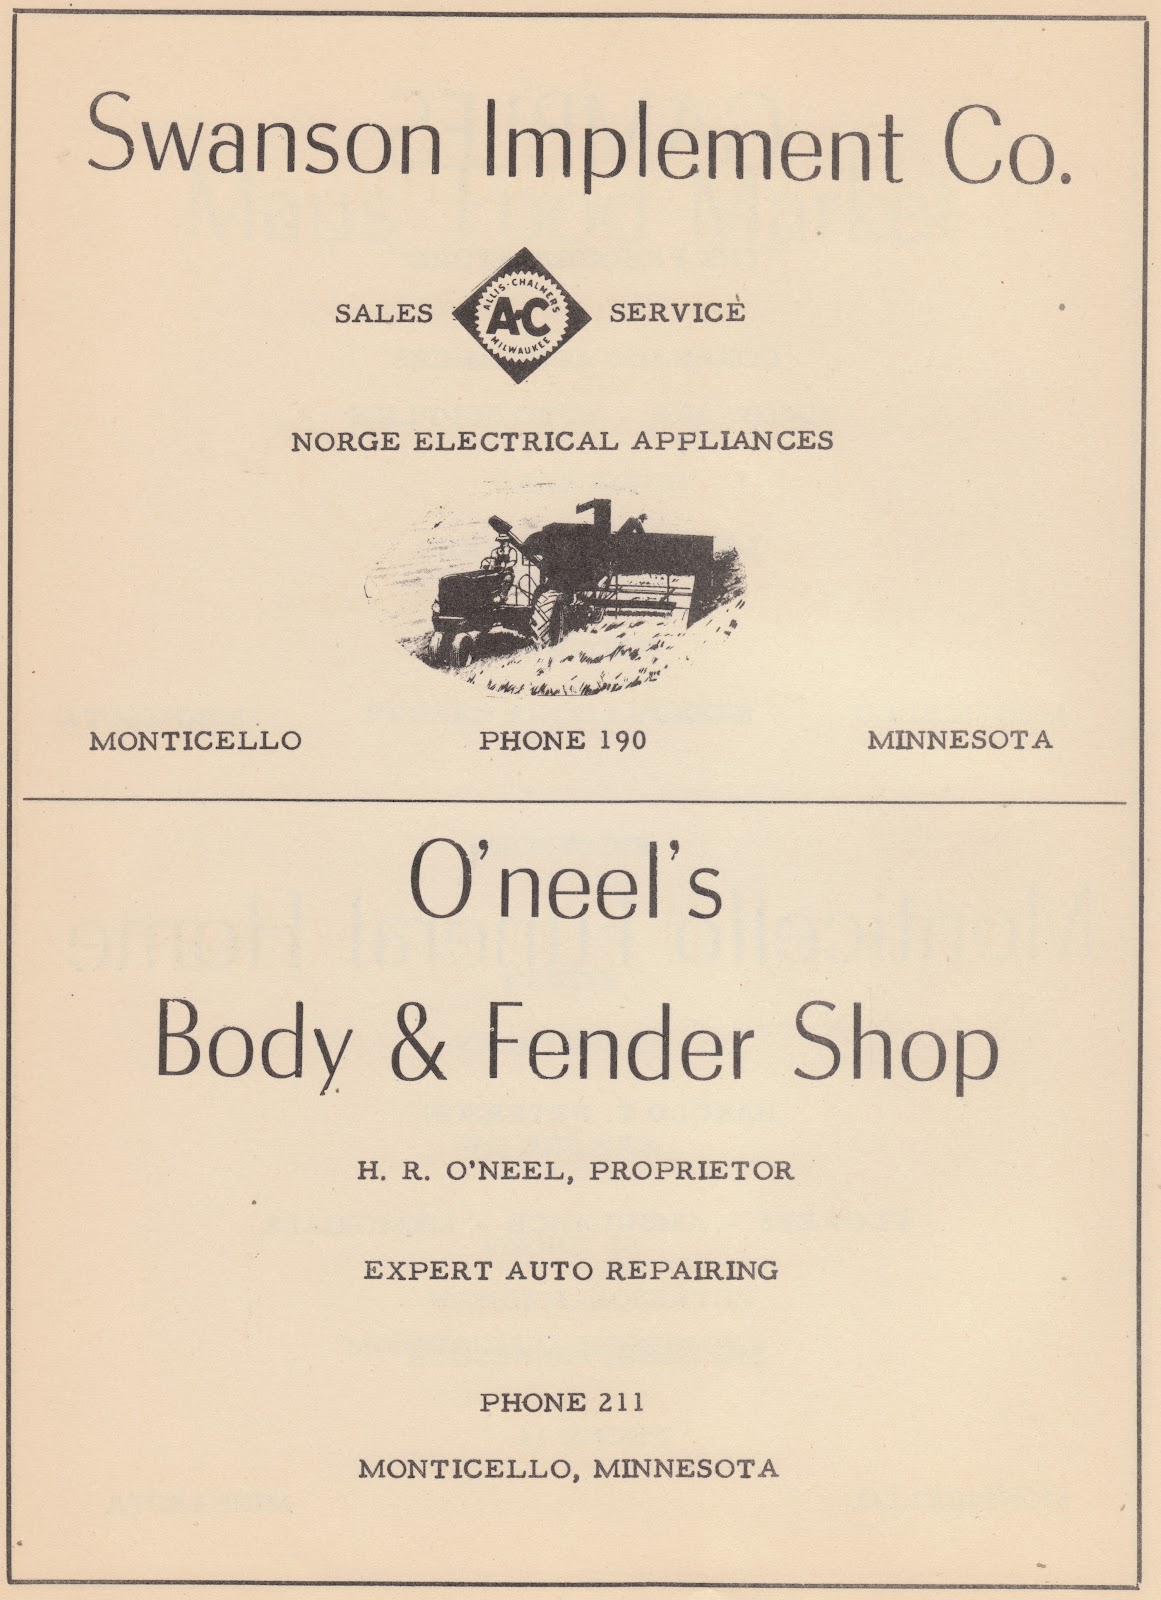 Swanson Implement Co.
SALES
ALLIS-CHALMERS
A-C
MILWAUKEE
SERVICE
NORGE ELECTRICAL APPLIANCES
MONTICELLO PHONE 190 MINNESOTA
O'neel's
Body & Fender Shop
H. R. O'NEEL, PROPRIETOR
EXPERT AUTO REPAIRING
PHONE 211
MONTICELLO, MINNESOTA